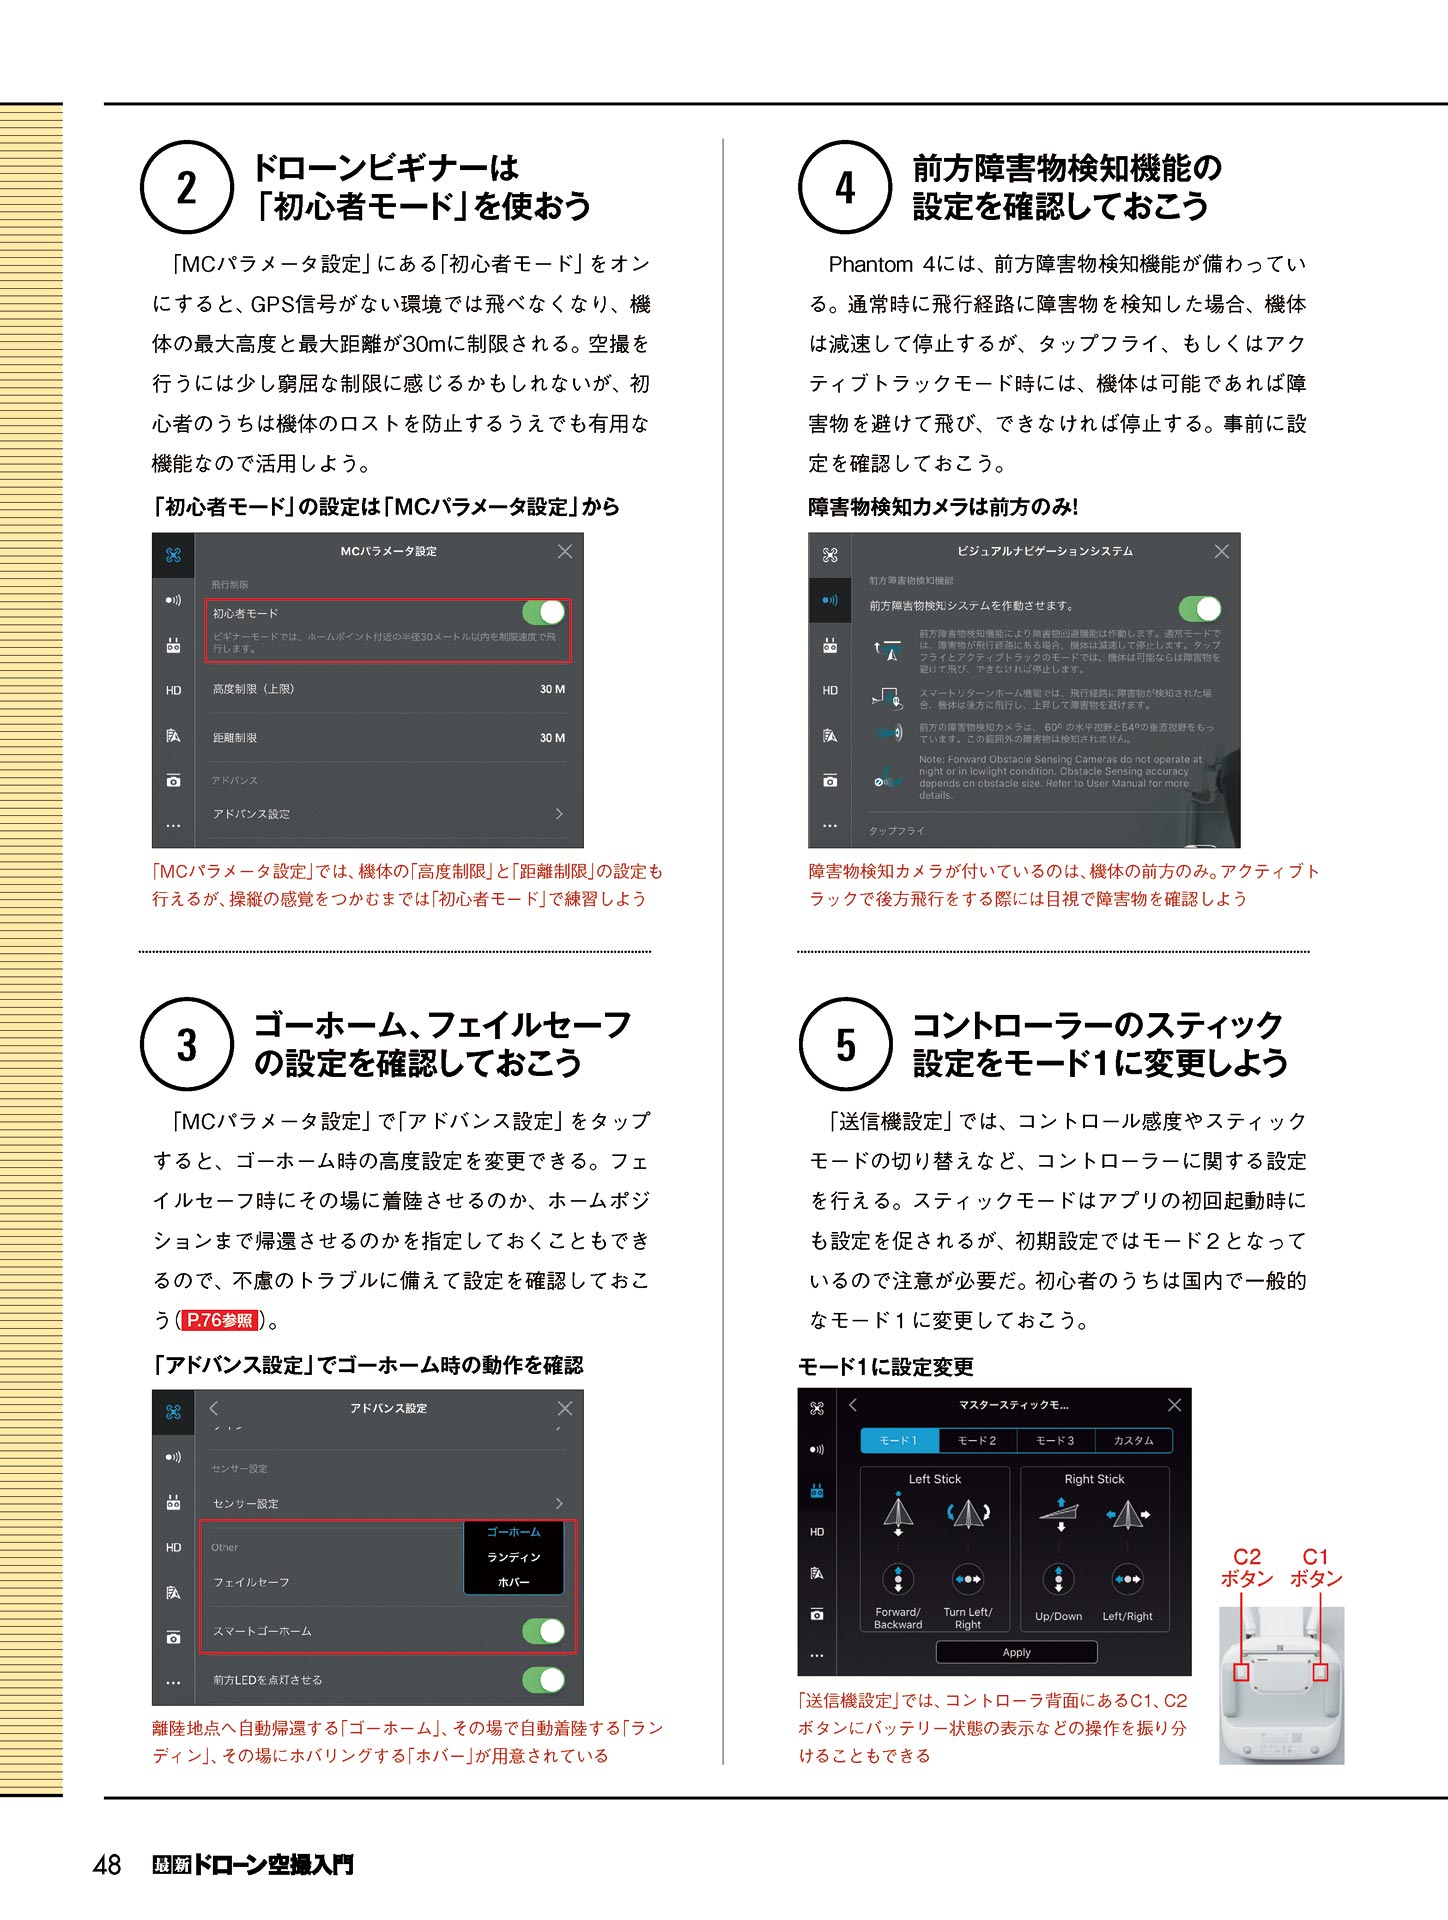 2
ドローンビギナーは
「初心者モード」を使おう
「MCパラメータ設定」にある「初心者モード」をオン
にすると、GPS信号がない環境では飛べなくなり、機
体の最大高度と最大距離が30mに制限される。空撮を
行うには少し窮屈な制限に感じるかもしれないが、初
心者のうちは機体のロストを防止するうえでも有用な
機能なので活用しよう。
「初心者モード」の設定は「MCパラメータ設定」から
MCパラメータ設定
飛行制限
初心者モード
ビギナーモードでは、ホームポイント付近の半径30メートル以内を制限速度で飛
行します。
HD
高度制限（上限）
30 M
距離制限
30 M
アドバンス
アドバンス設定
「MCパラメータ設定」では、機体の「高度制限」と「距離制限」の設定も
行えるが、操縦の感覚をつかむまでは「初心者モード」で練習しよう
3
ゴーホーム、フェイルセーフ
の設定を確認しておこう
「MCパラメータ設定」で「アドバンス設定」をタップ
すると、ゴーホーム時の高度設定を変更できる。フェ
イルセーフ時にその場に着陸させるのか、ホームポジ
ションまで帰還させるのかを指定しておくこともでき
るので、不慮のトラブルに備えて設定を確認しておこ
う(P.76参照)。
「アドバンス設定」でゴーホーム時の動作を確認
アドバンス設定
センサー設定
センサー設定
HD
Other
ゴーホーム
ランディン
ホバー
フェイルセーフ
スマートゴーホーム
前方LEDを点灯させる
離陸地点へ自動帰還する「ゴーホーム」、その場で自動着陸する「ラン
ディン」、その場にホバリングする「ホバー」が用意されている
4
前方障害物検知機能の
設定を確認しておこう
Phantom 4には、前方障害物検知機能が備わってい
る。通常時に飛行経路に障害物を検知した場合、機体
は減速して停止するが、タップフライ、もしくはアク
ティブトラックモード時には、機体は可能であれば障
害物を避けて飛び、できなければ停止する。事前に設
定を確認しておこう。
障害物検知カメラは前方のみ!
ビジュアルナビゲーションシステム
前方障害物検知機能
前方障害物検知システムを作動させます。
前方障害物検知機能により障害物回避機能は作動します。通常モードで
は、障害物が飛行経路にある場合、機体は減速して停止します。タップ
フライとアクティブトラックのモードでは、機体は可能ならば障害物を
避けて飛び、できなければ停止します。
HD
スマートリターンホーム機能では、飛行経路に障害物が検知された場
合、機体は後方に飛行し、上昇して障害物を避けます。
前方の障害物検知カメラは、 60º の水平視野と54ºの垂直視野をもっ
ています。この範囲外の障害物は検知されません。
Note: Forward Obstacle Sensing Cameras do not operate at
night or in lowlight condition. Obstacle Sensing accuracy
depends on obstacle size. Refer to User Manual for more
details.
タップフライ
障害物検知カメラが付いているのは、機体の前方のみ。アクティブト
ラックで後方飛行をする際には目視で障害物を確認しよう
5
コントローラーのスティック
設定をモード1に変更しよう
「送信機設定」では、コントロール感度やスティック
モードの切り替えなど、コントローラーに関する設定
を行える。スティックモードはアプリの初回起動時に
も設定を促されるが、初期設定ではモード２となって
いるので注意が必要だ。初心者のうちは国内で一般的
なモード１に変更しておこう。
モード1に設定変更
マスタースティックモ...
モード 1 モード 2 モード 3 カスタム
Left Stick Right Stick
HD
Forward/
Backward
Turn Left/
Right
Up/Down
Left/Right
Apply
「送信機設定」では、コントローラ背面にあるC1、C2
ボタンにバッテリー状態の表示などの操作を振り分
けることもできる
C2
ボタン
C1
ボタン
48 最新ドローン空撮入門